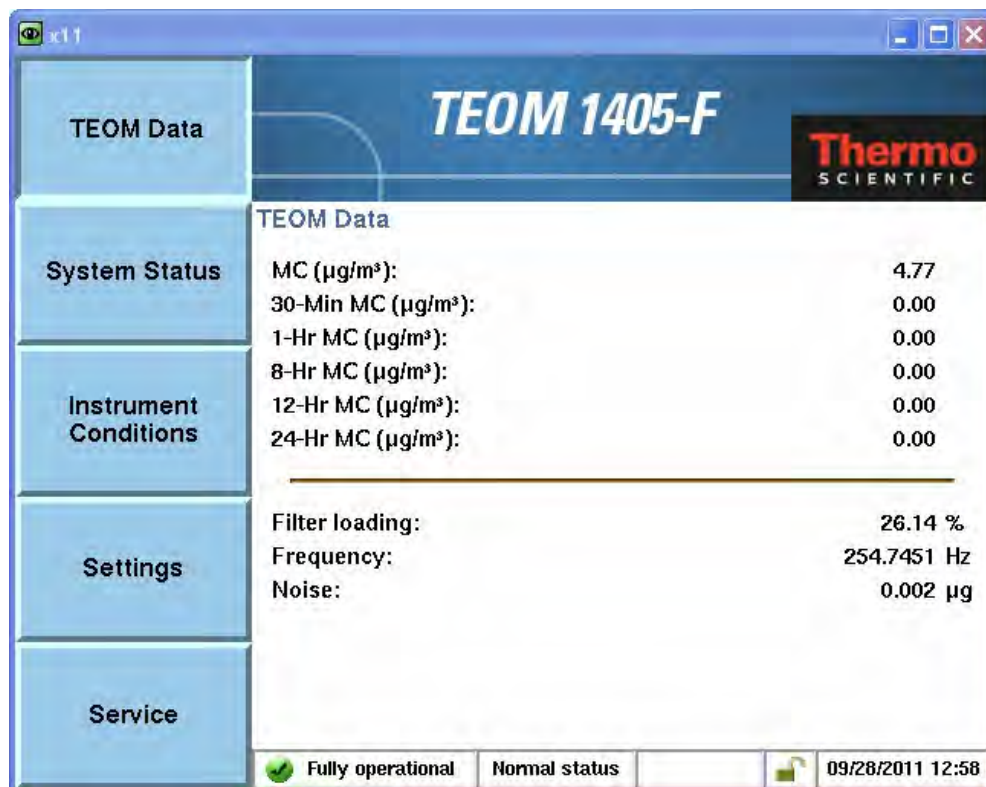 x11
TEOM Data
System Status
Instrument
Conditions
Settings
Service
TEOM 1405-F
Thermo
SCIENTIFIC
TEOM Data
MC (µg/m³): 4.77
30-Min MC (µg/m³): 0.00
1-Hr MC (µg/m³): 0.00
8-Hr MC (µg/m³): 0.00
12-Hr MC (µg/m³): 0.00
24-Hr MC (µg/m³): 0.00
Filter loading: 26.14 %
Frequency: 254.7451 Hz
Noise: 0.002 µg
Fully operational Normal status 09/28/2011 12:58